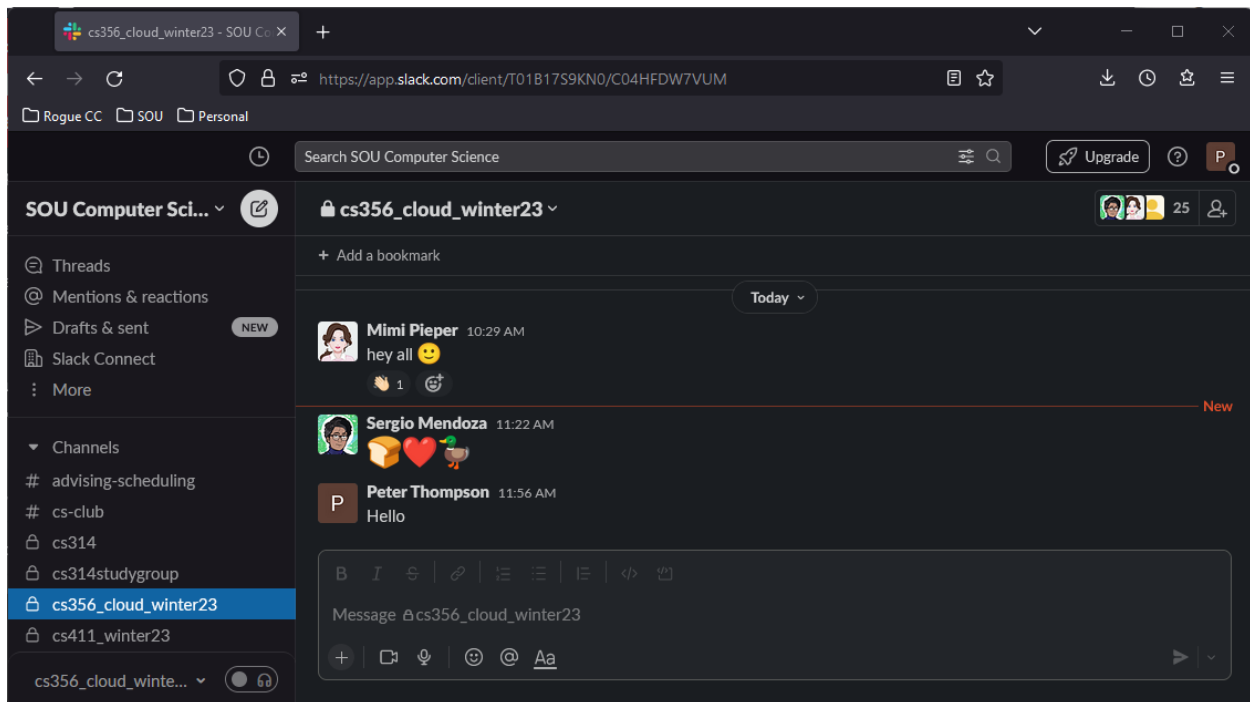 cs356_cloud_winter23 - SOU Co
https://app.slack.com/client/T01B17S9KN0/C04HFDW7VUM
Rogue CC SOU Personal
Search SOU Computer Science
Upgrade
P
SOU Computer Sci...
cs356_cloud_winter23
25
+ Add a bookmark
Threads
Mentions & reactions
Drafts & sent NEW
Slack Connect
More
Channels
# advising-scheduling
# cs-club
cs314
cs314studygroup
cs356_cloud_winter23
cs411_winter23
cs356_cloud_winte...
Today
Mimi Pieper 10:29 AM
hey all 🙂
👏🏻 1
New
Sergio Mendoza 11:22 AM
🍞❤️🦆
P
Peter Thompson 11:56 AM
Hello
B I S
Message cs356_cloud_winter23
+ @ Aa